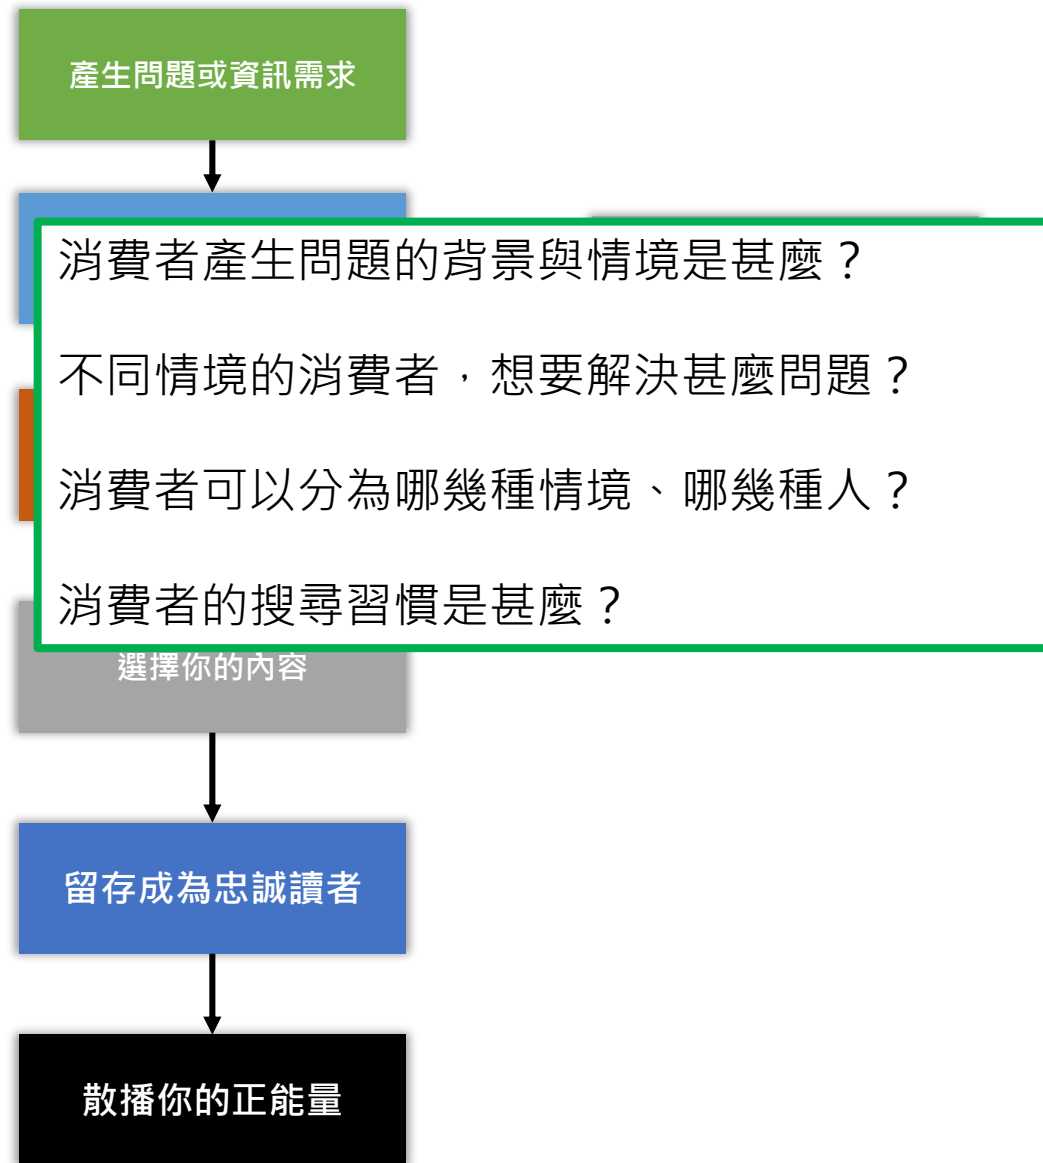 產生問題或資訊需求
消費者產生問題的背景與情境是甚麼？
不同情境的消費者，想要解決甚麼問題？
消費者可以分為哪幾種情境、哪幾種人？
消費者的搜尋習慣是甚麼？
選擇你的內容
留存成為忠誠讀者
散播你的正能量